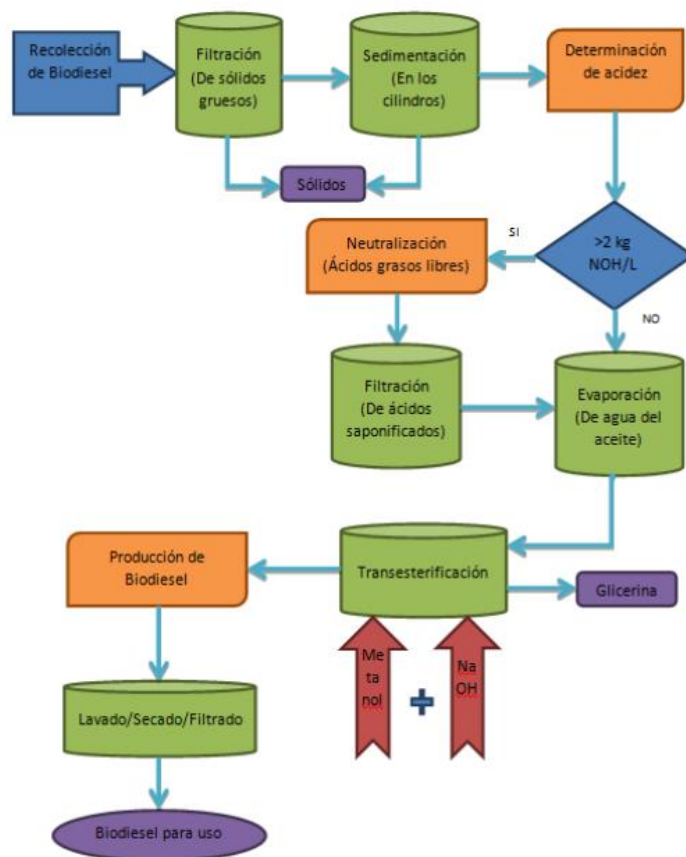 Recolección
de Biodiesel
Filtración
(De sólidos
gruesos)
Sedimentación
(En los
cilindros)
Determinación
de acidez
Sólidos
SI
>2 kg
NOH/L
Neutralización
(Ácidos grasos libres)
NO
Filtración
(De ácidos
saponificados)
Evaporación
(De agua del
aceite)
Producción de
Biodiesel
Transesterificación
Glicerina
Me
ta
nol
+
Na
OH
Lavado/Secado/Filtrado
Biodiesel para uso